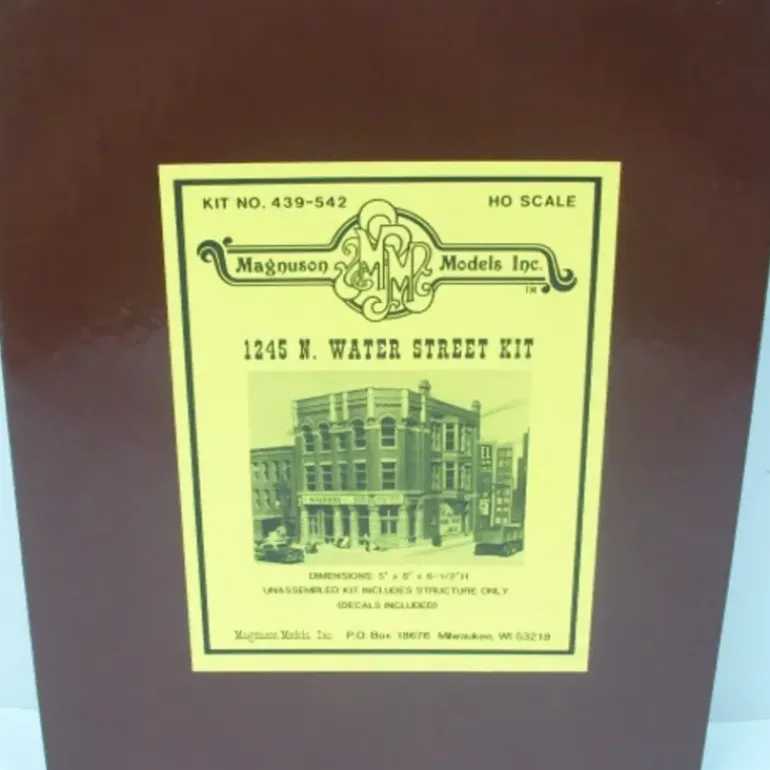 KIT NO. 439-542 HO SCALE
Magnuson MMM Models Inc.
TM
1245 N. WATER STREET KIT
DIMENSIONS: 5" x 8" x 6-1/2" H
UNASSEMBLED KIT INCLUDES STRUCTURE ONLY
(DECALS INCLUDED)
Magnuson Models, Inc. P.O. Box 18676 Milwaukee, WI 53218